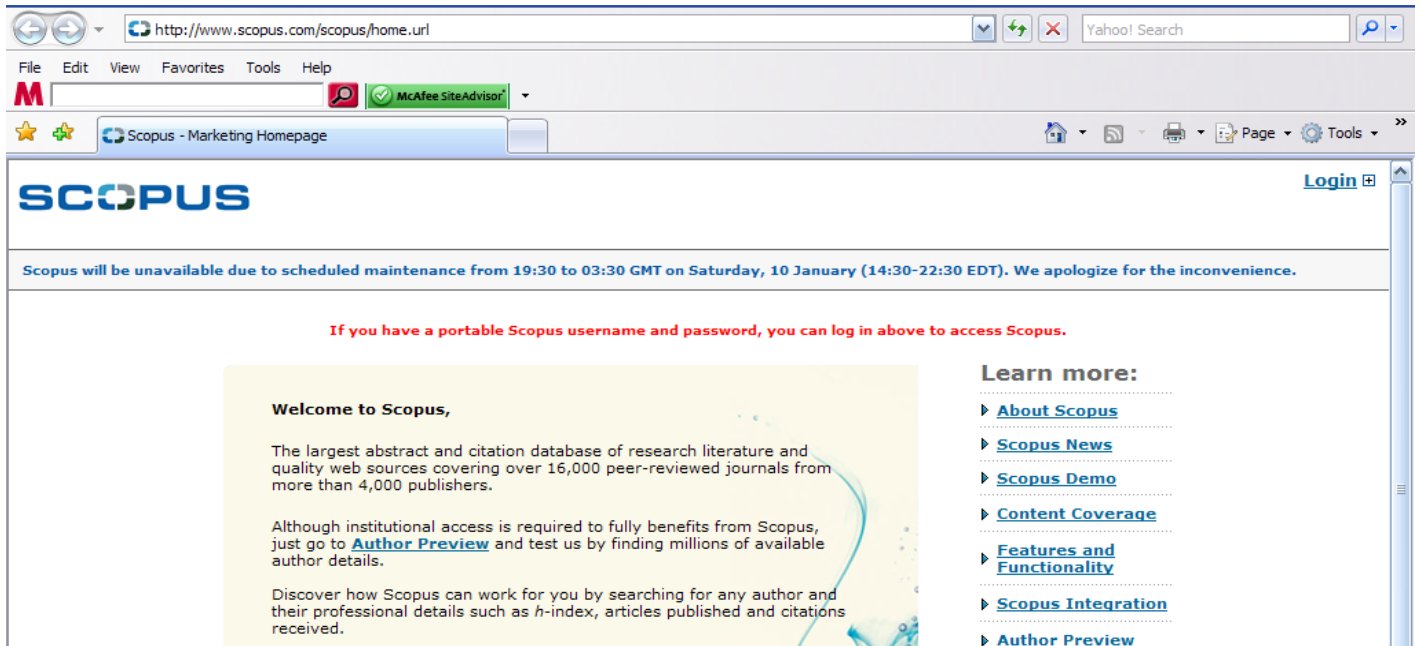 http://www.scopus.com/scopus/home.url
Yahoo! Search
File Edit View Favorites Tools Help
M
McAfee SiteAdvisor
Scopus - Marketing Homepage
Page
Tools
»
SCOPUS
Login
Scopus will be unavailable due to scheduled maintenance from 19:30 to 03:30 GMT on Saturday, 10 January (14:30-22:30 EDT). We apologize for the inconvenience.
If you have a portable Scopus username and password, you can log in above to access Scopus.
Welcome to Scopus,
The largest abstract and citation database of research literature and
quality web sources covering over 16,000 peer-reviewed journals from
more than 4,000 publishers.
Although institutional access is required to fully benefits from Scopus,
just go to Author Preview and test us by finding millions of available
author details.
Discover how Scopus can work for you by searching for any author and
their professional details such as h-index, articles published and citations
received.
Learn more:
About Scopus
Scopus News
Scopus Demo
Content Coverage
Features and
Functionality
Scopus Integration
Author Preview